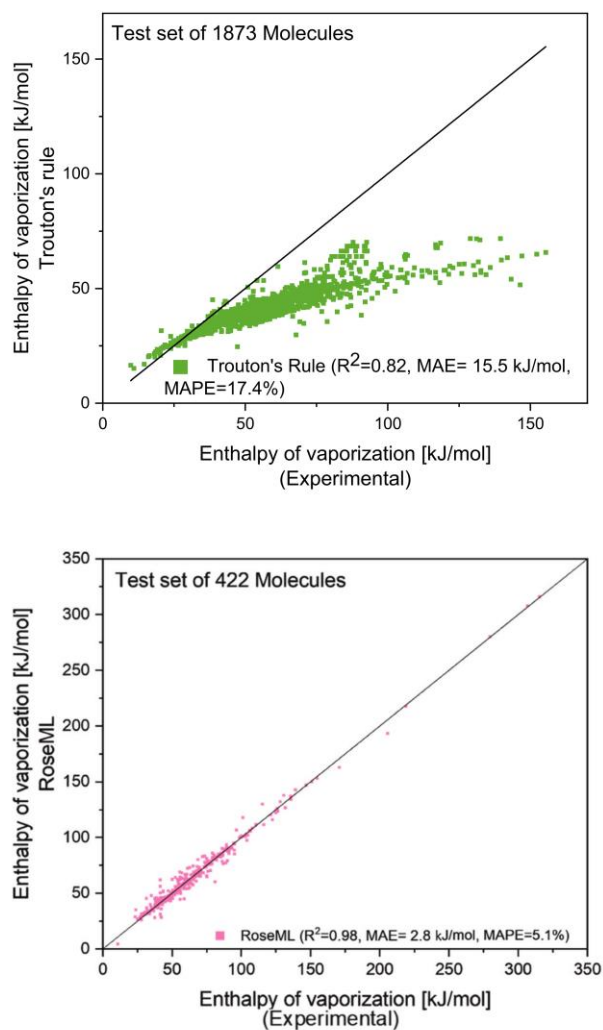 Test set of 1873 Molecules
150
100
50
0
Enthalpy of vaporization [kJ/mol]
Trouton's rule
Trouton's Rule (R²=0.82, MAE= 15.5 kJ/mol,
MAPE=17.4%)
0 50 100 150
Enthalpy of vaporization [kJ/mol]
(Experimental)
Test set of 422 Molecules
350
300
250
200
150
100
50
0
Enthalpy of vaporization [kJ/mol]
RoseML
RoseML (R²=0.98, MAE= 2.8 kJ/mol, MAPE=5.1%)
0 50 100 150 200 250 300 350
Enthalpy of vaporization [kJ/mol]
(Experimental)